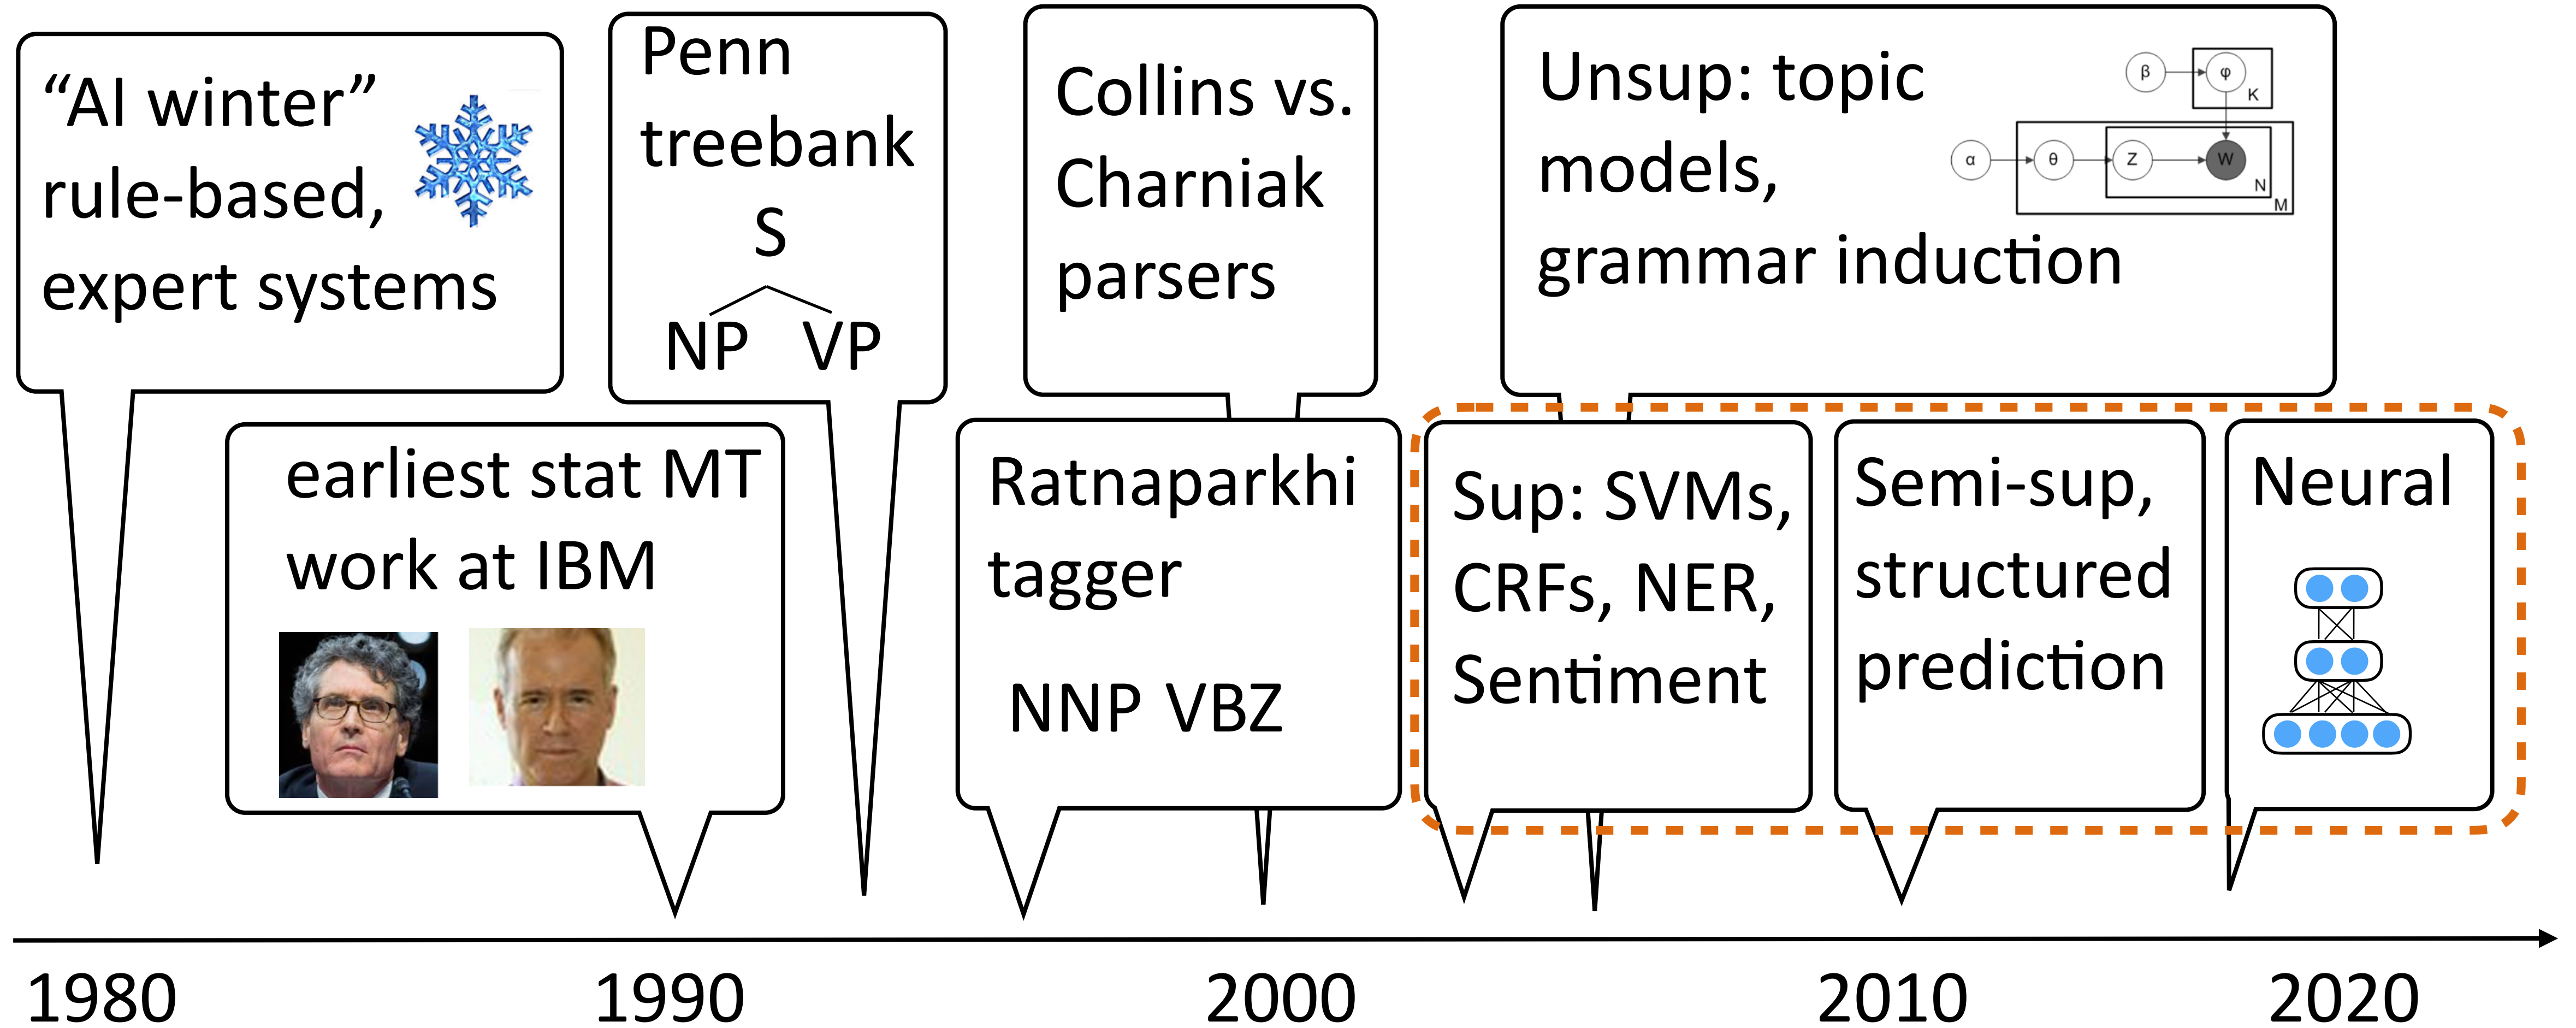 “AI winter”
rule-based,
expert systems
earliest stat MT
work at IBM
Penn
treebank
S
NP VP
Collins vs.
Charniak
parsers
Ratnaparkhi
tagger
NNP VBZ
Unsup: topic
models,
grammar induction
β φ
K
α θ Z W
N
M
Sup: SVMs,
CRFs, NER,
Sentiment
Semi-sup,
structured
prediction
Neural
1980 1990 2000 2010 2020